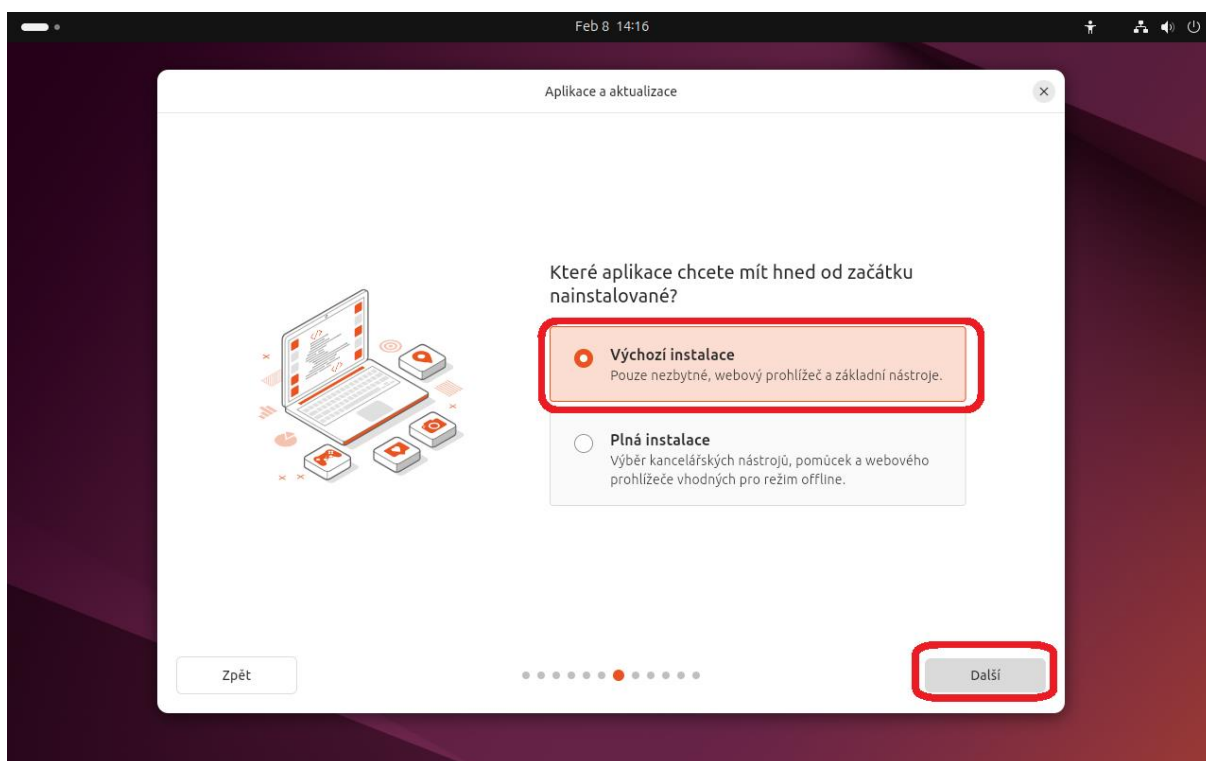 Feb 8 14:16
Aplikace a aktualizace
Které aplikace chcete mít hned od začátku
nainstalované?
Výchozí instalace
Pouze nezbytné, webový prohlížeč a základní nástroje.
Plná instalace
Výběr kancelářských nástrojů, pomůcek a webového
prohlížeče vhodných pro režim offline.
Zpět
Další